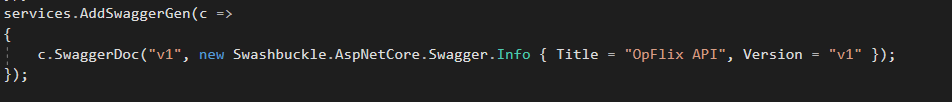 services.AddSwaggerGen(c =>
{
c.SwaggerDoc("v1", new Swashbuckle.AspNetCore.Swagger.Info { Title = "OpFlix API", Version = "v1" });
});